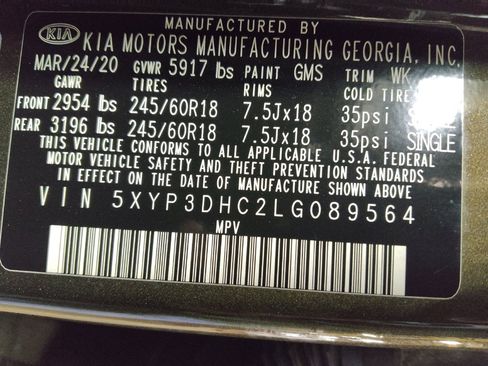 MANUFACTURED BY
KIA KIA MOTORS MANUFACTURING GEORGIA, INC.
MAR/24/20 GVWR 5917 lbs PAINT GMS TRIM WK
GAWR TIRES RIMS COLD TIRE
FRONT 2954 lbs 245/60R18 7.5Jx18 35psi
REAR 3196 lbs 245/60R18 7.5Jx18 35psi SINGLE
THIS VEHICLE CONFORMS TO ALL APPLICABLE U.S.A. FEDERAL
MOTOR VEHICLE SAFETY AND THEFT PREVENTION STANDARDS
IN EFFECT ON THE DATE OF MANUFACTURE SHOWN ABOVE.
VIN 5XYP3DHC2LG089564
MPV